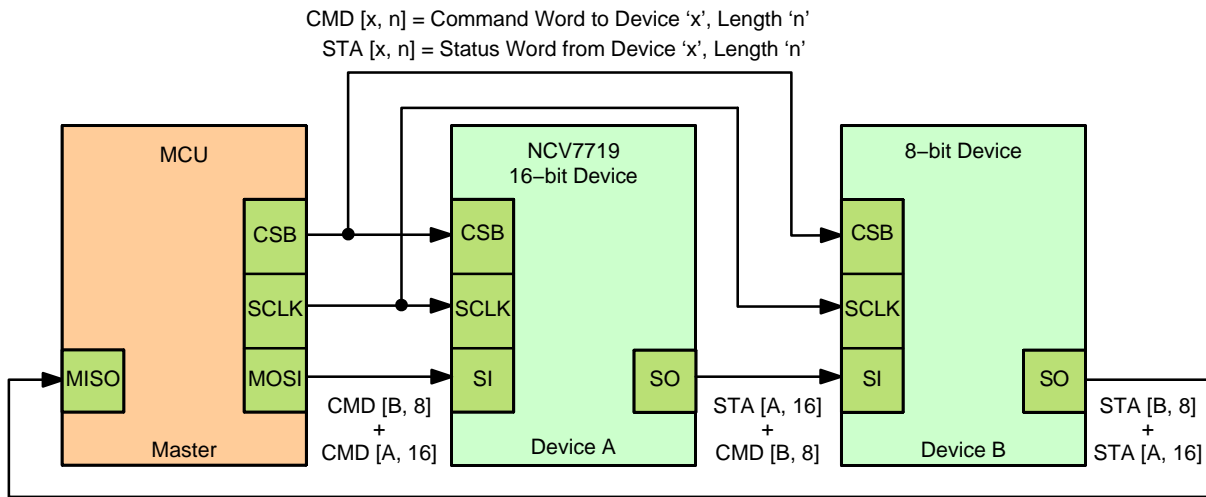 CMD [x, n] = Command Word to Device ‘x’, Length ‘n’
STA [x, n] = Status Word from Device ‘x’, Length ‘n’
MCU
CSB
SCLK
MISO
MOSI
Master
CMD [B, 8]
+
CMD [A, 16]
NCV7719
16–bit Device
CSB
SCLK
SI
SO
Device A
STA [A, 16]
+
CMD [B, 8]
8–bit Device
CSB
SCLK
SI
SO
Device B
STA [B, 8]
+
STA [A, 16]